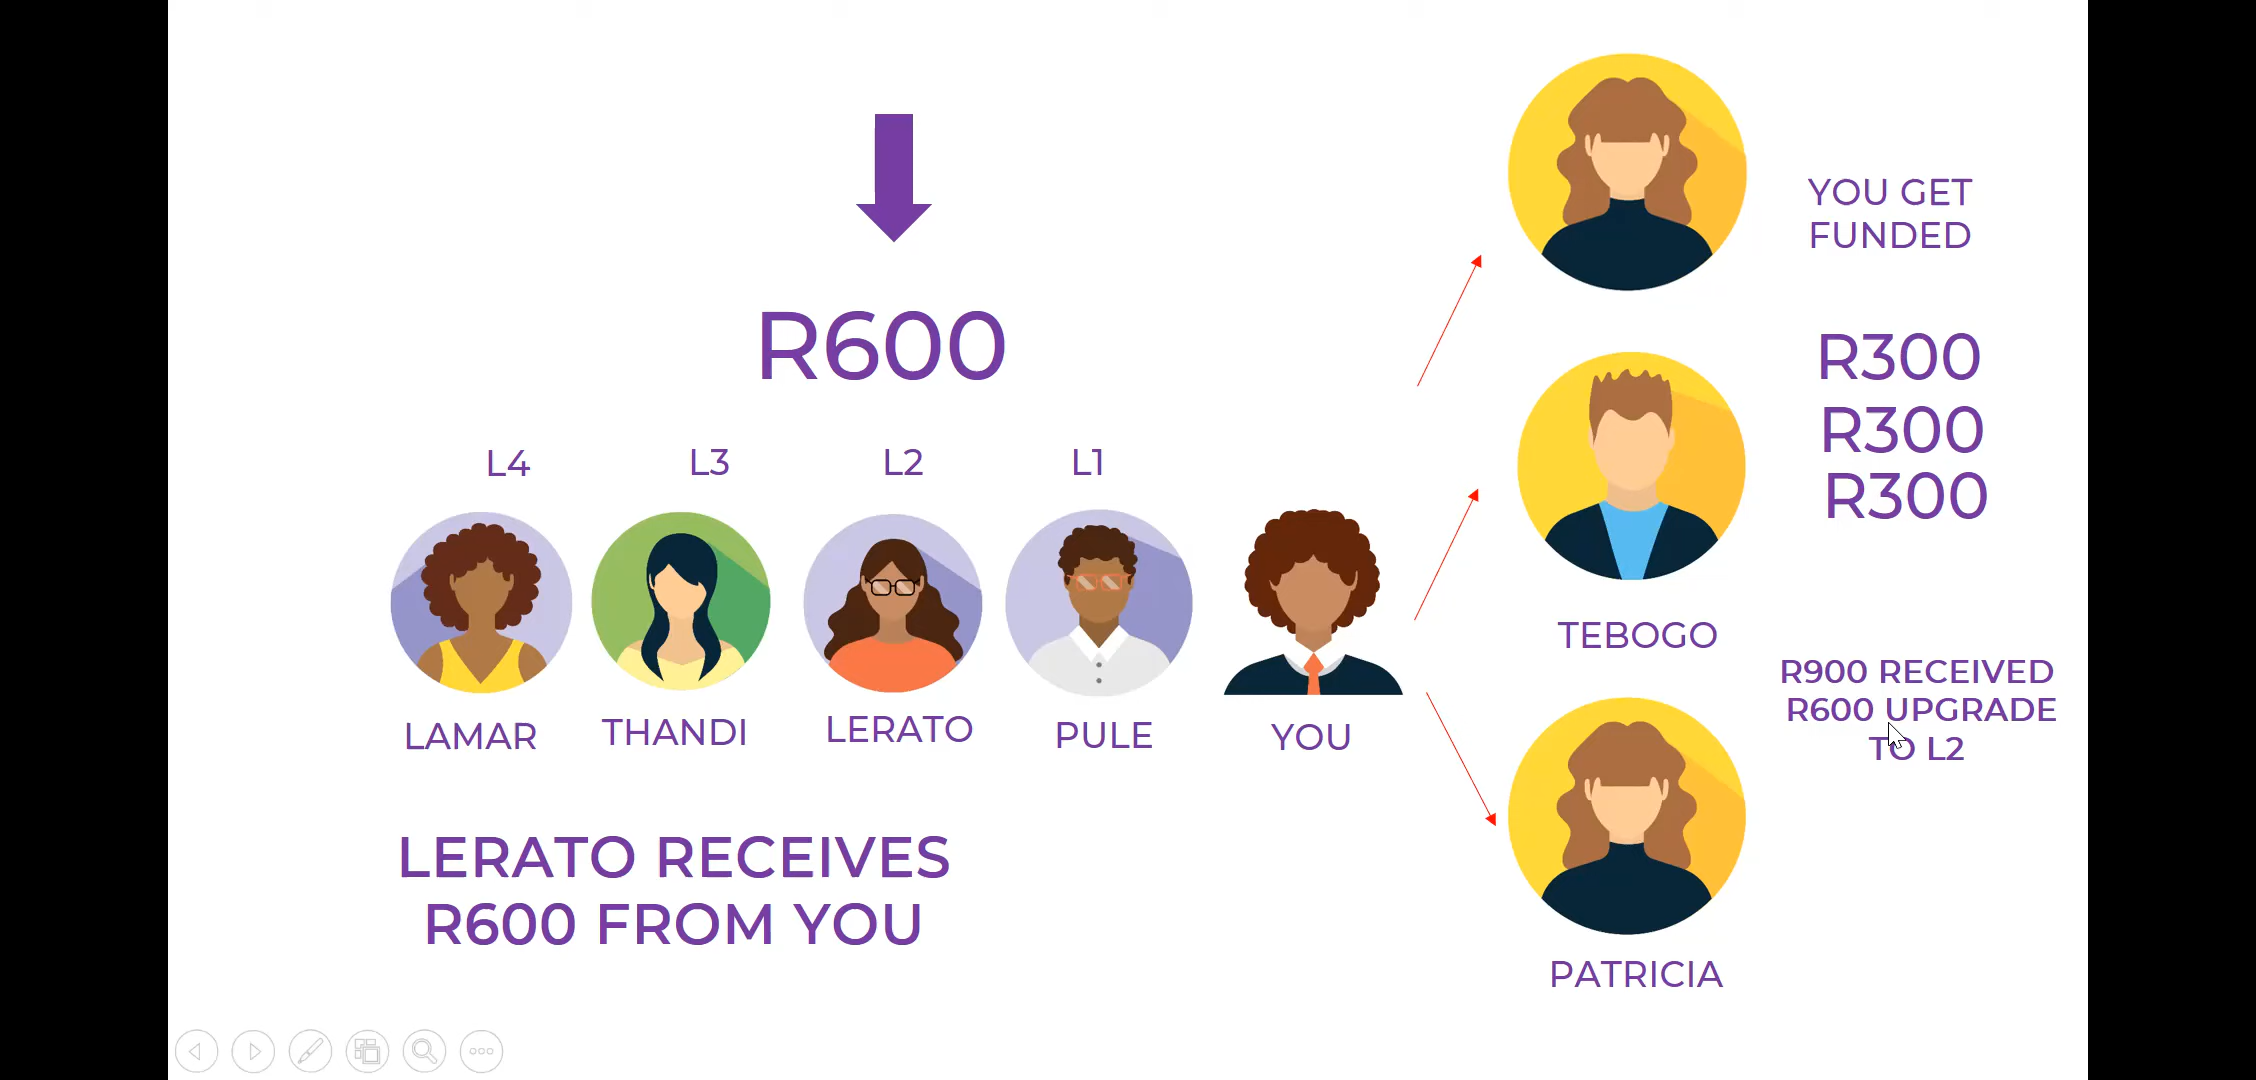 R600
L4
L3
L2
L1
LAMAR
THANDI
LERATO
PULE
YOU
LERATO RECEIVES
R600 FROM YOU
YOU GET
FUNDED
R300
R300
R300
TEBOGO
R900 RECEIVED
R600 UPGRADE
TO L2
PATRICIA